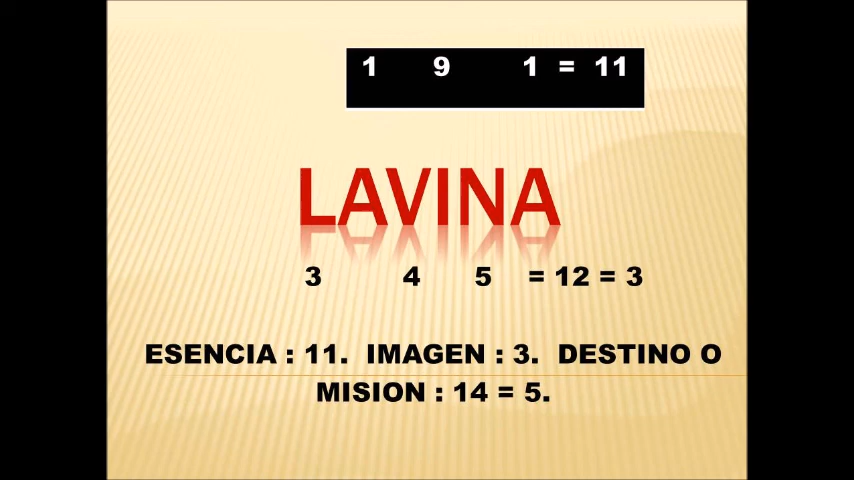 1 9 1 = 11
LAVINA
3 4 5 = 12 = 3
ESENCIA : 11. IMAGEN : 3. DESTINO O
MISION : 14 = 5.